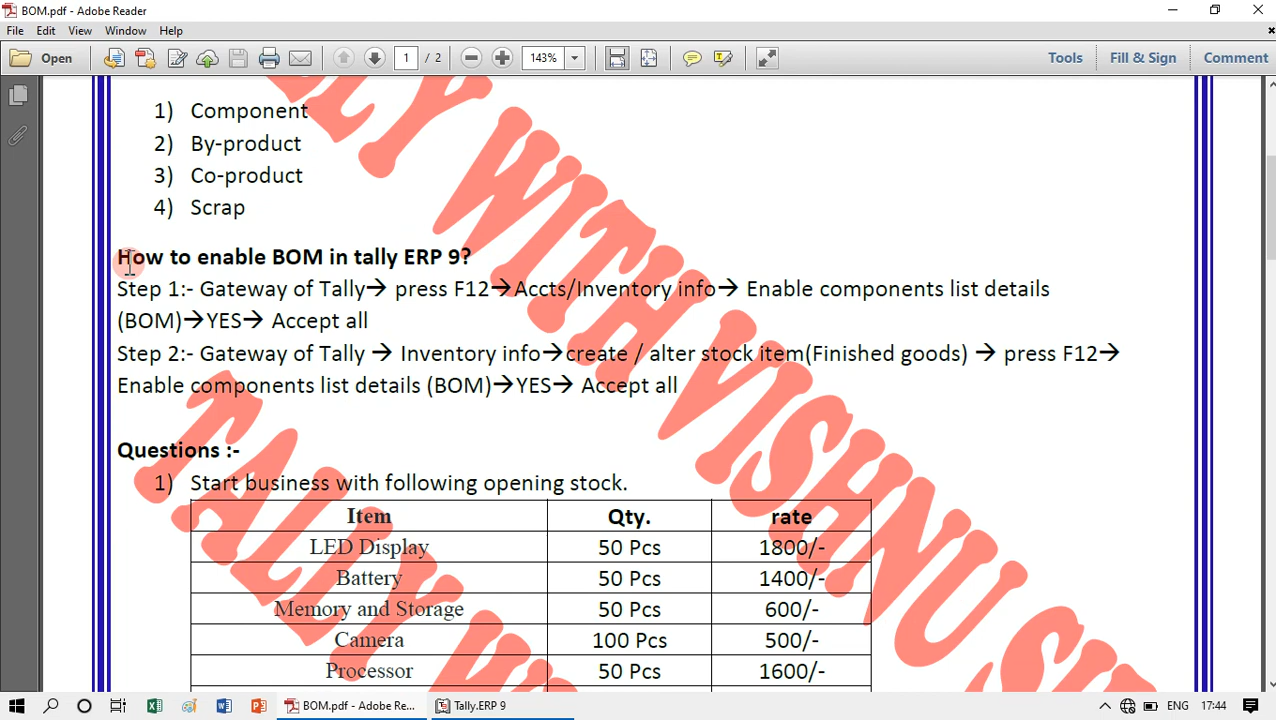 BOM.pdf - Adobe Reader
File Edit View Window Help
Open 1 / 2 143% Tools Fill & Sign Comment
1) Component
2) By-product
3) Co-product
4) Scrap
How to enable BOM in tally ERP 9?
Step 1:- Gateway of Tally→ press F12→Accts/Inventory info→ Enable components list details
(BOM)→YES→ Accept all
Step 2:- Gateway of Tally → Inventory info→create / alter stock item(Finished goods) → press F12→
Enable components list details (BOM)→YES→ Accept all
Questions :-
1) Start business with following opening stock.
Item Qty. rate
LED Display 50 Pcs 1800/-
Battery 50 Pcs 1400/-
Memory and Storage 50 Pcs 600/-
Camera 100 Pcs 500/-
Processor 50 Pcs 1600/-
TALLY WITH VISHNU SI
TALLY W
BOM.pdf - Adobe Re... Tally.ERP 9 ENG 17:44